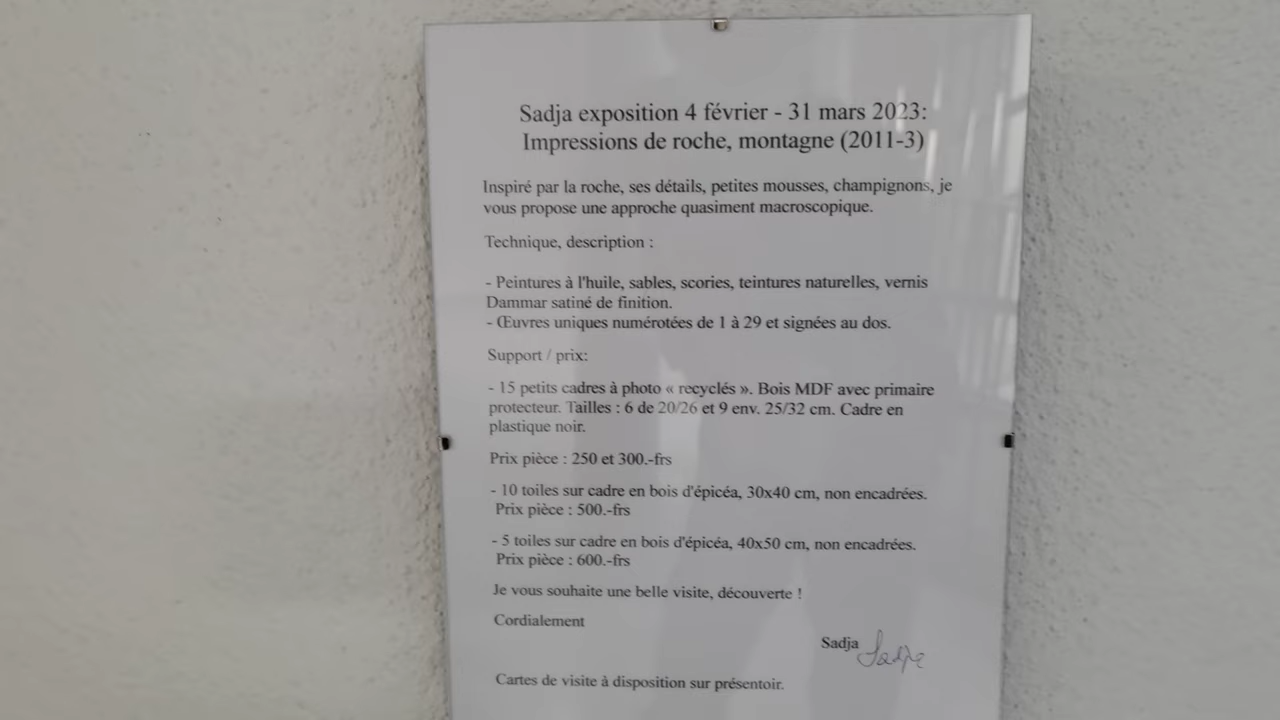 Sadja exposition 4 février - 31 mars 2023:
Impressions de roche, montagne (2011-3)
Inspiré par la roche, ses détails, petites mousses, champignons, je
vous propose une approche quasiment macroscopique.
Technique, description :
- Peintures à l'huile, sables, scories, teintures naturelles, vernis
Dammar satiné de finition.
- Œuvres uniques numérotées de 1 à 29 et signées au dos.
Support / prix:
- 15 petits cadres à photo « recyclés ». Bois MDF avec primaire
protecteur. Tailles : 6 de 20/26 et 9 env. 25/32 cm. Cadre en
plastique noir.
Prix pièce : 250 et 300.-frs
- 10 toiles sur cadre en bois d'épicéa, 30x40 cm, non encadrées.
Prix pièce : 500.-frs
- 5 toiles sur cadre en bois d'épicéa, 40x50 cm, non encadrées.
Prix pièce : 600.-frs
Je vous souhaite une belle visite, découverte !
Cordialement
Sadja Sadja
Cartes de visite à disposition sur présentoir.